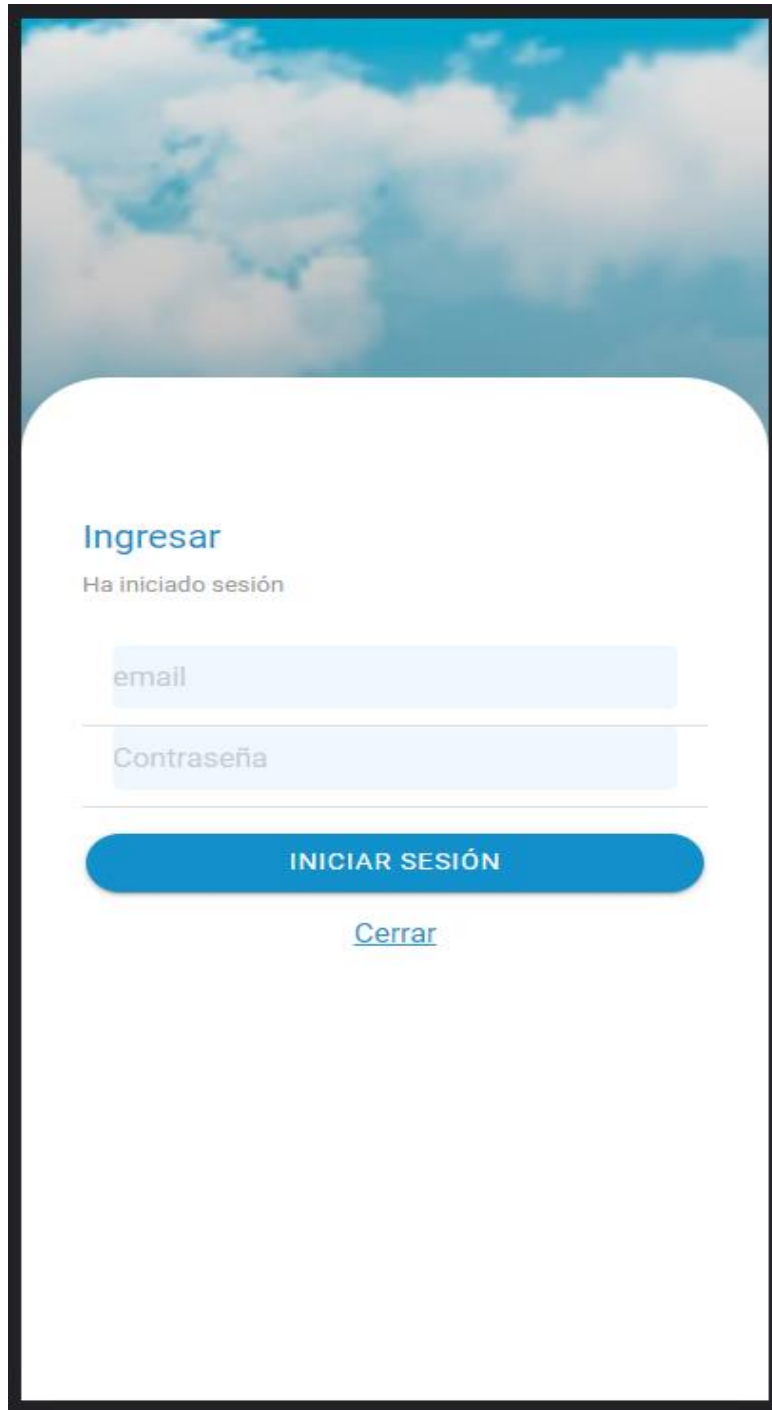 Ingresar
Ha iniciado sesión
email
Contraseña
INICIAR SESIÓN
Cerrar